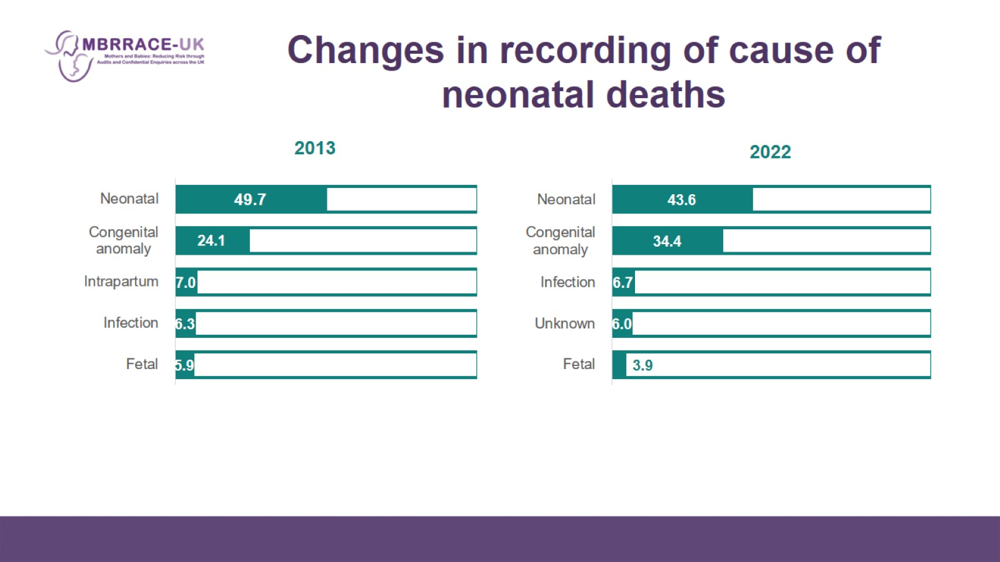 MBRRACE-UK
Mothers and Babies: Reducing Risk through
Audits and Confidential Enquiries across the UK
Changes in recording of cause of
neonatal deaths
2013
Neonatal
49.7
Congenital
anomaly
24.1
Intrapartum
7.0
Infection
6.3
Fetal
5.9
2022
Neonatal
43.6
Congenital
anomaly
34.4
Infection
6.7
Unknown
6.0
Fetal
3.9